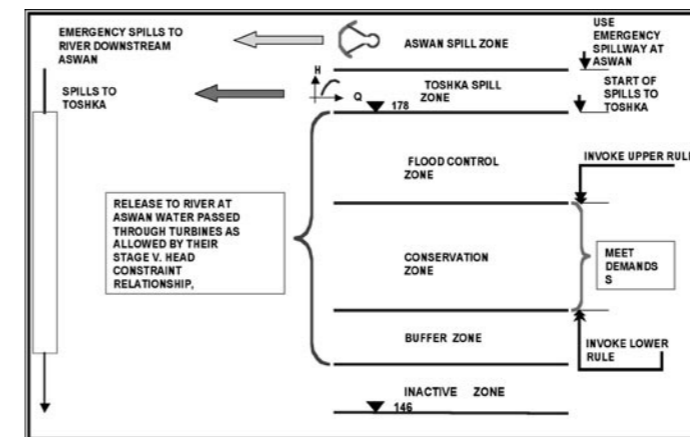 EMERGENCY SPILLS TO
RIVER DOWNSTREAM
ASWAN
ASWAN SPILL ZONE
USE
EMERGENCY
SPILLWAY AT
ASWAN
SPILLS TO
TOSHKA
H
Q
TOSHKA SPILL
ZONE
178
START OF
SPILLS TO
TOSHKA
FLOOD CONTROL
ZONE
INVOKE UPPER RULE
RELEASE TO RIVER AT
ASWAN WATER PASSED
THROUGH TURBINES AS
ALLOWED BY THEIR
STAGE V. HEAD
CONSTRAINT
RELATIONSHIP,
CONSERVATION
ZONE
MEET
DEMANDS
S
BUFFER ZONE
INVOKE LOWER
RULE
INACTIVE ZONE
146